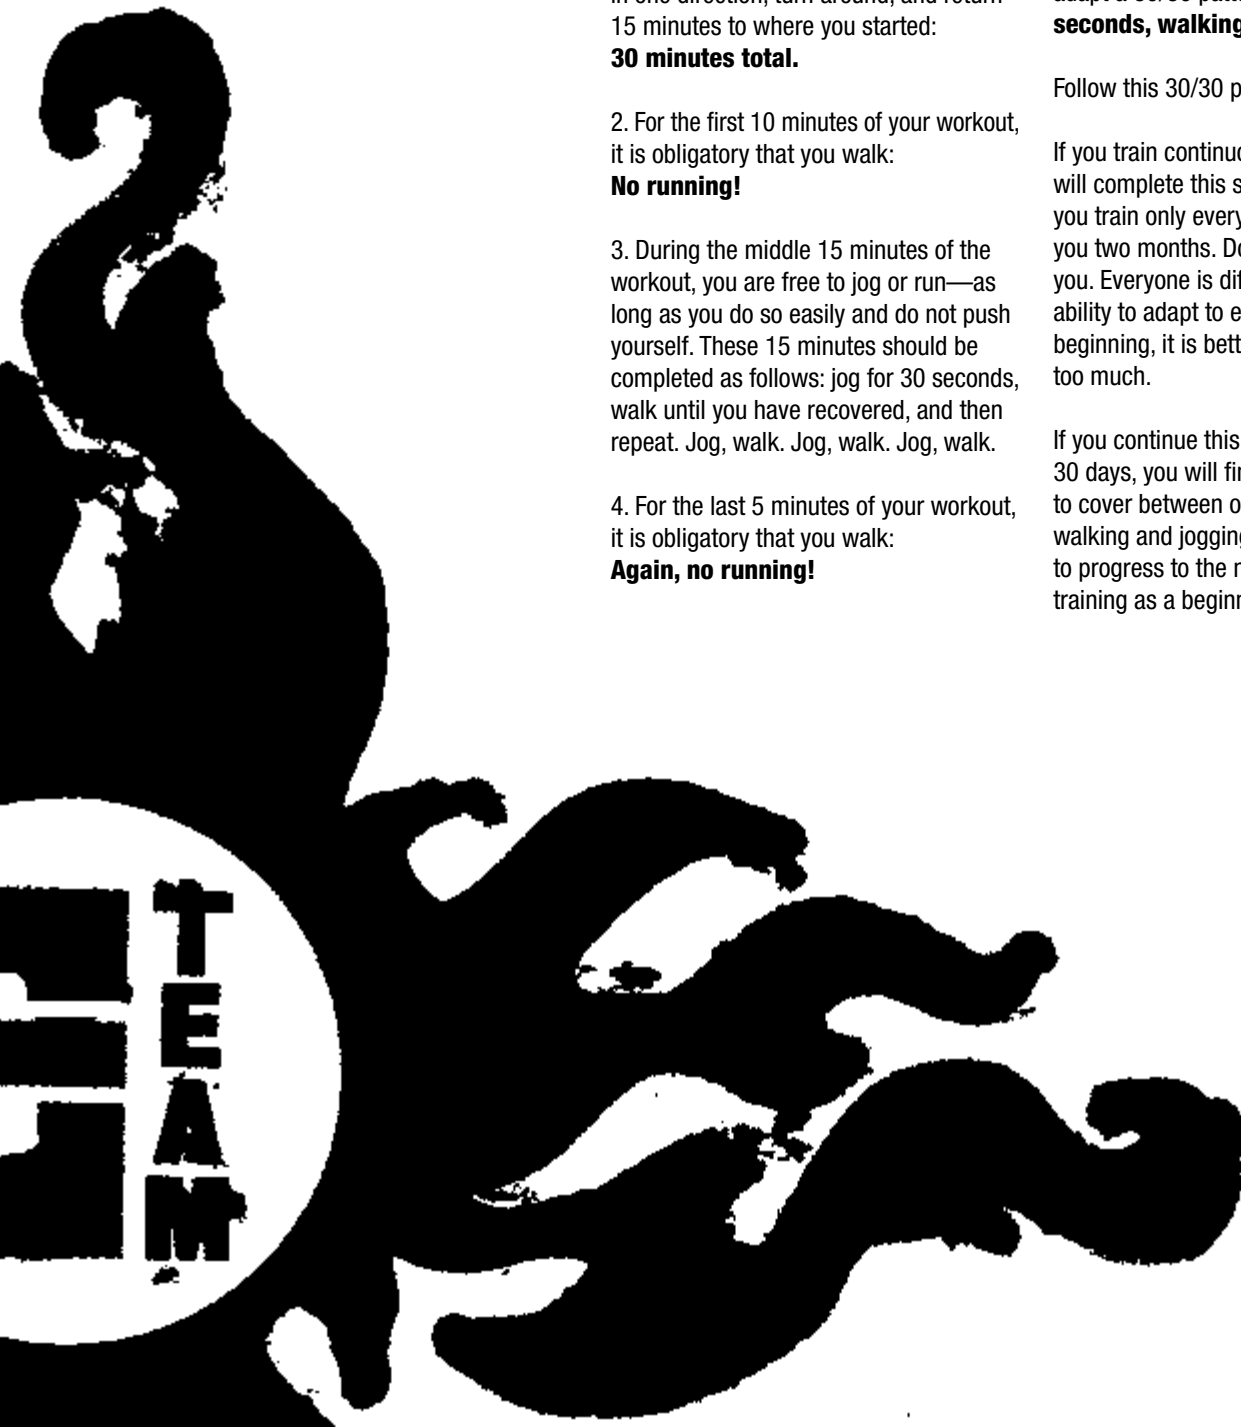 15 minutes to where you started:
30 minutes total.
2. For the first 10 minutes of your workout,
it is obligatory that you walk:
No running!
3. During the middle 15 minutes of the
workout, you are free to jog or run—as
long as you do so easily and do not push
yourself. These 15 minutes should be
completed as follows: jog for 30 seconds,
walk until you have recovered, and then
repeat. Jog, walk. Jog, walk. Jog, walk.
4. For the last 5 minutes of your workout,
it is obligatory that you walk:
Again, no running!
seconds, walking
Follow this 30/30 p
If you train continuo
will complete this s
you train only every
you two months. Do
you. Everyone is dif
ability to adapt to e
beginning, it is bett
too much.
If you continue this
30 days, you will fin
to cover between o
walking and jogging
to progress to the n
training as a beginn
TEAM